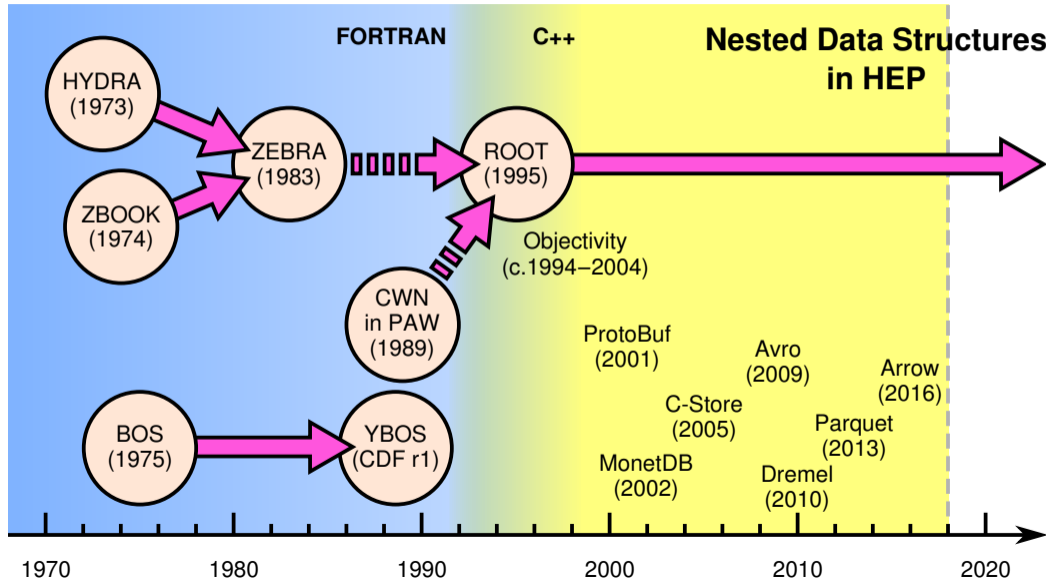 FORTRAN
C++
Nested Data Structures
in HEP
HYDRA
(1973)
ZBOOK
(1974)
ZEBRA
(1983)
ROOT
(1995)
Objectivity
(c.1994−2004)
CWN
in PAW
(1989)
BOS
(1975)
YBOS
(CDF r1)
ProtoBuf
(2001)
Avro
(2009)
Arrow
(2016)
C-Store
(2005)
Parquet
(2013)
MonetDB
(2002)
Dremel
(2010)
1970
1980
1990
2000
2010
2020